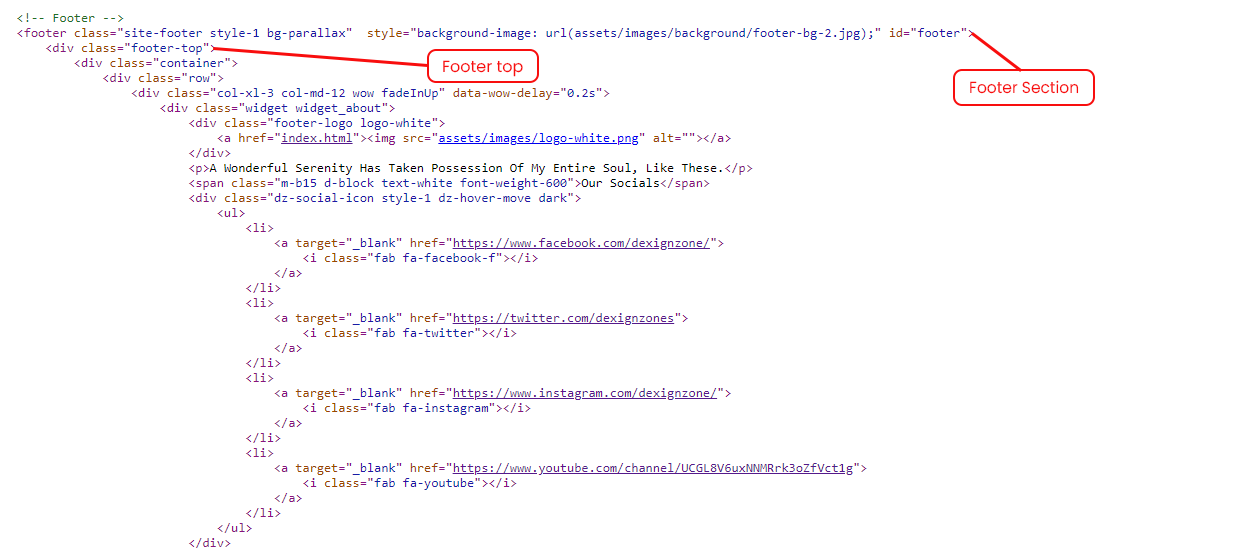 <!-- Footer -->
<footer class="site-footer style-1 bg-parallax"  style="background-image: url(assets/images/background/footer-bg-2.jpg);" id="footer">
<div class="footer-top">
Footer top
Footer Section
<div class="container">
<div class="row">
<div class="col-xl-3 col-md-12 wow fadeInUp" data-wow-delay="0.2s">
<div class="widget widget_about">
<div class="footer-logo logo-white">
<a href="index.html"><img src="assets/images/logo-white.png" alt=""></a>
</div>
<p>A Wonderful Serenity Has Taken Possession Of My Entire Soul, Like These.</p>
<span class="m-b15 d-block text-white font-weight-600">Our Socials</span>
<div class="dz-social-icon style-1 dz-hover-move dark">
<ul>
<li>
<a target="_blank" href="https://www.facebook.com/dexignzone/">
<i class="fab fa-facebook-f"></i>
</a>
</li>
<li>
<a target="_blank" href="https://twitter.com/dexignzones">
<i class="fab fa-twitter"></i>
</a>
</li>
<li>
<a target="_blank" href="https://www.instagram.com/dexignzone/">
<i class="fab fa-instagram"></i>
</a>
</li>
<li>
<a target="_blank" href="https://www.youtube.com/channel/UCGL8V6uxNNMRrk3oZfVct1g">
<i class="fab fa-youtube"></i>
</a>
</li>
</ul>
</div>